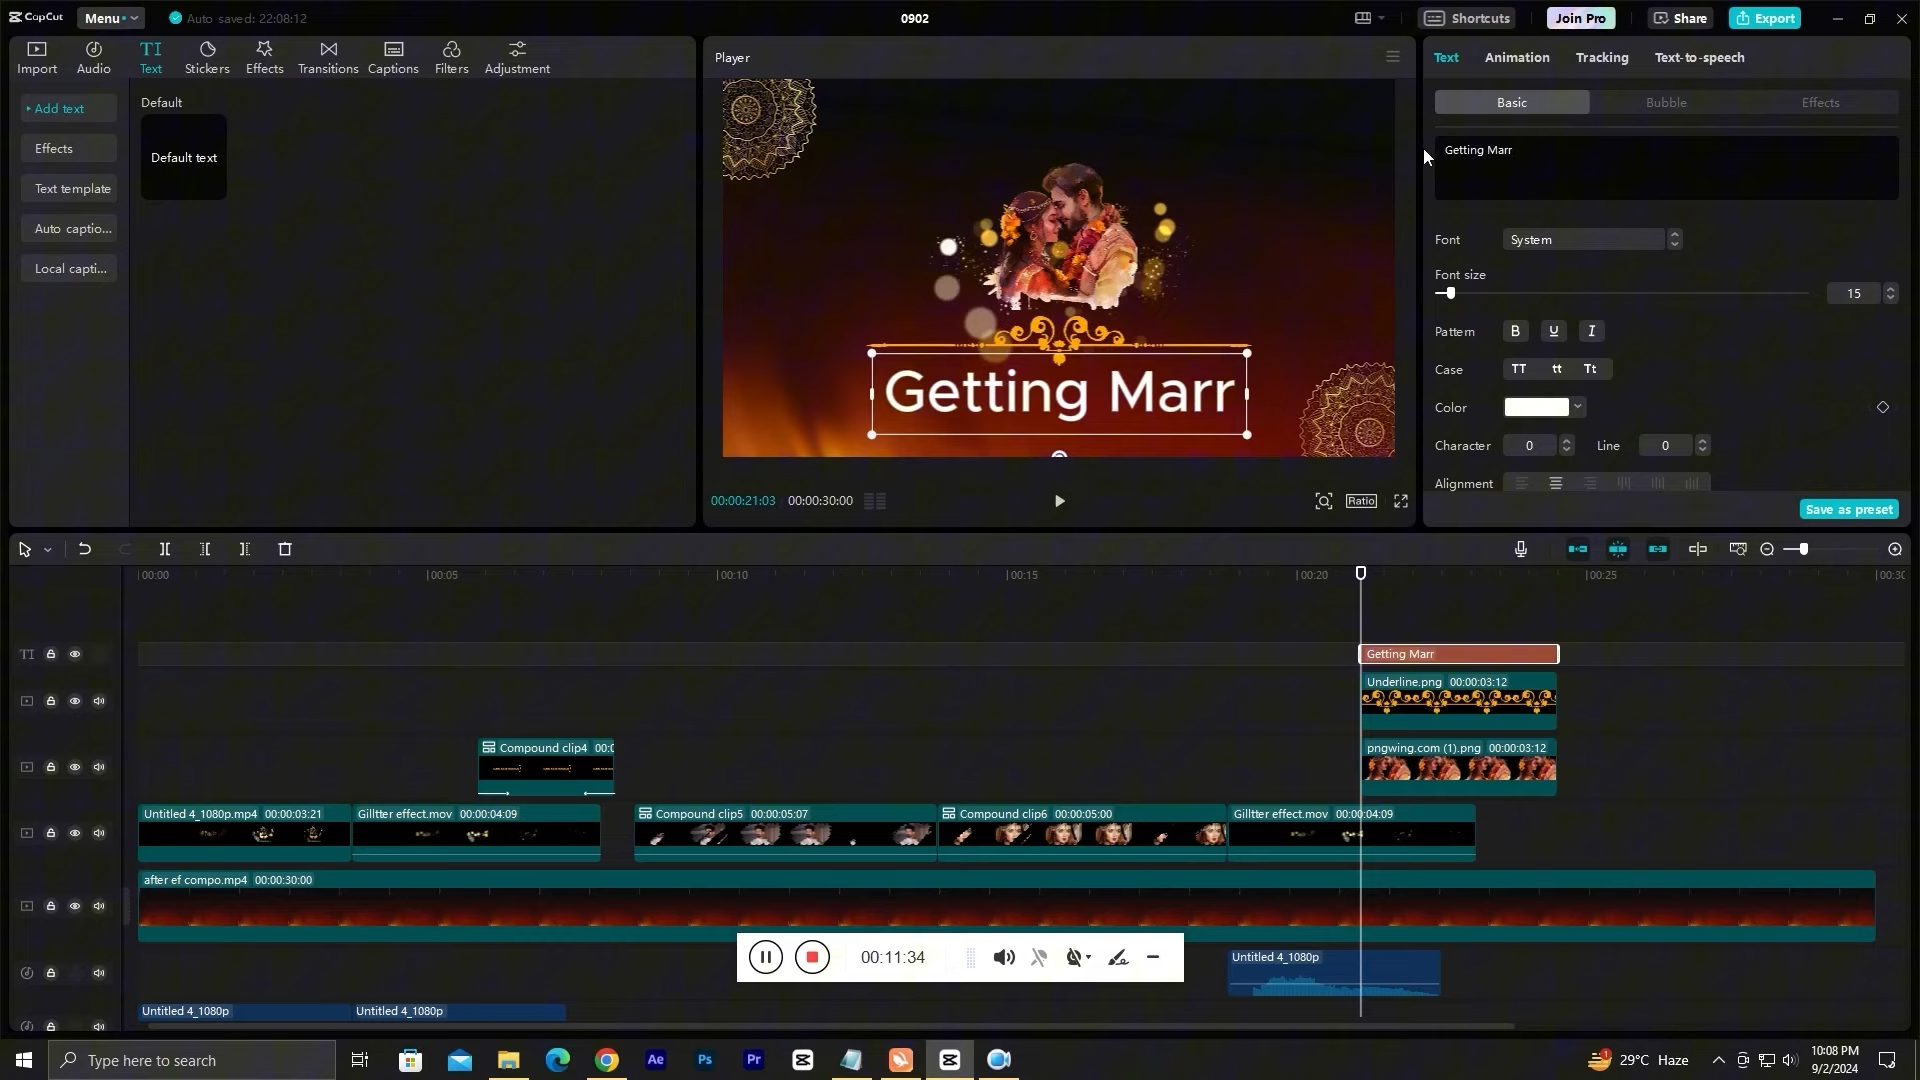 CapCut
Menu
Auto saved: 22:08:12
0902
Shortcuts
Join Pro
Share
Export
Import
Audio
TI
Text
Stickers
Effects
Transitions
Captions
Filters
Adjustment
Add text
Effects
Text template
Auto captio...
Local capti...
Default
Default text
Player
Getting Marr
00:00:21:03
00:00:30:00
Ratio
Text
Animation
Tracking
Text-to-speech
Basic
Bubble
Effects
Getting Marr
Font
System
Font size
15
Pattern
B
U
I
Case
TT
tt
Tt
Color
Character
0
Line
0
Alignment
Save as preset
00:00
00:05
00:10
00:15
00:20
00:25
00:30
TI
Getting Marr
Underline.png 00:00:03:12
Compound clip4 00:0
pngwing.com (1).png 00:00:03:12
Untitled 4_1080p.mp4 00:00:03:21
Gilltter effect.mov 00:00:04:09
Compound clip5 00:00:05:07
Compound clip6 00:00:05:00
Gilltter effect.mov 00:00:04:09
after ef compo.mp4 00:00:30:00
00:11:34
Untitled 4_1080p
Untitled 4_1080p
Untitled 4_1080p
Type here to search
Ae
Ps
Pr
1
29°C Haze
10:08 PM
9/2/2024